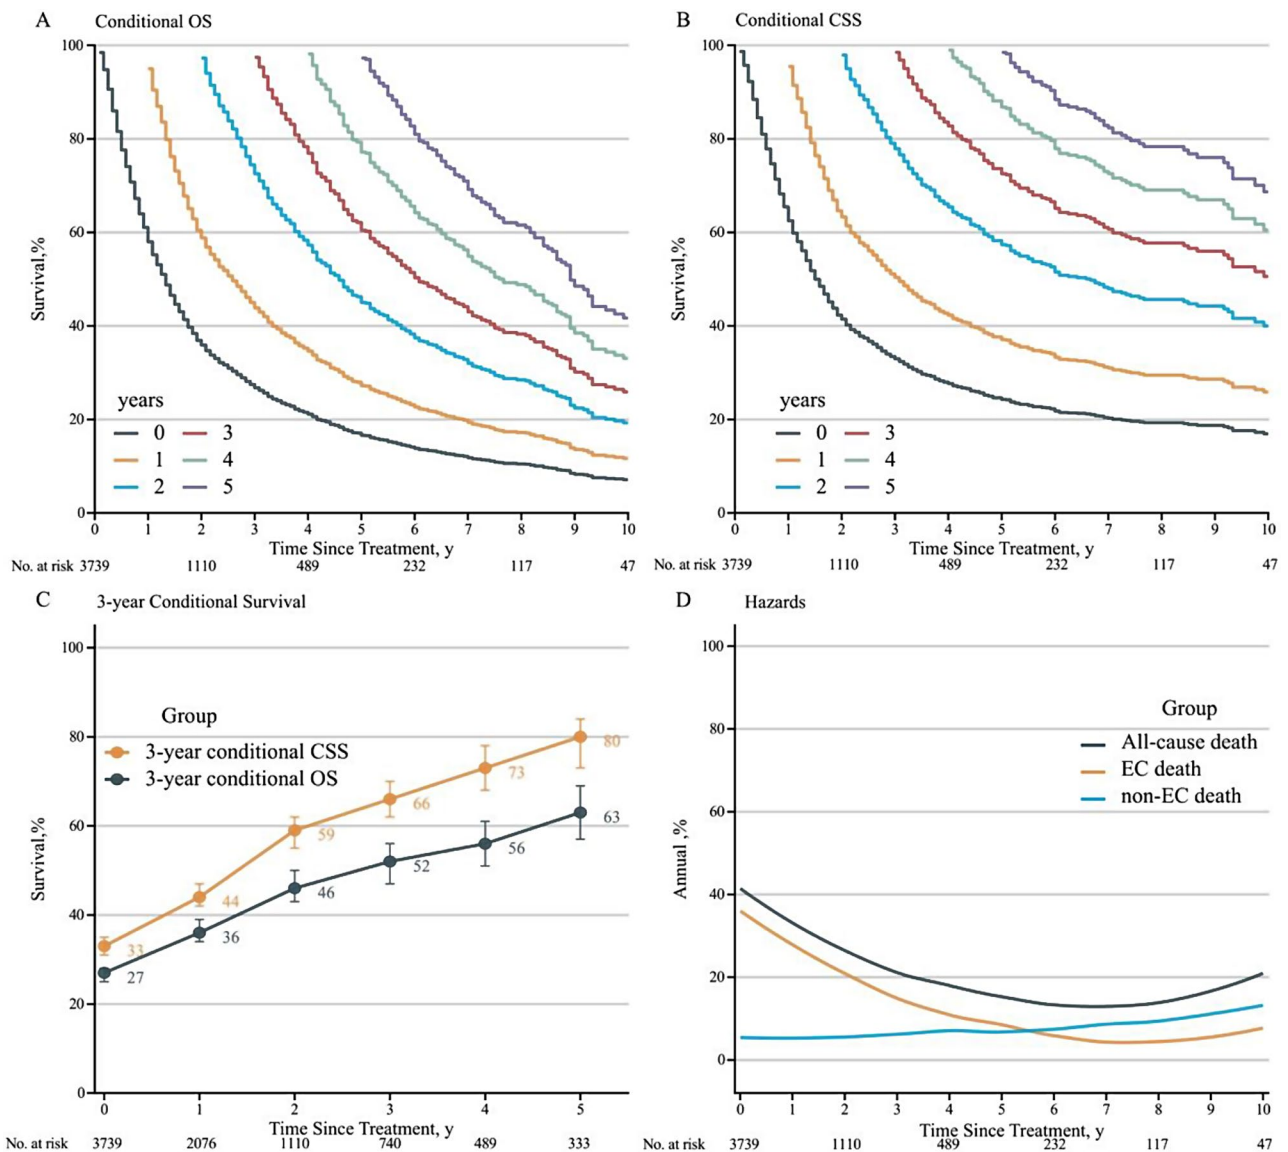 A Conditional OS
100
80
60
40
20
0
Survival,%
years
0 3
1 4
2 5
0 1 2 3 4 5 6 7 8 9 10
Time Since Treatment, y
No. at risk 3739 1110 489 232 117 47
B Conditional CSS
100
80
60
40
20
0
Survival,%
years
0 3
1 4
2 5
0 1 2 3 4 5 6 7 8 9 10
Time Since Treatment, y
No. at risk 3739 1110 489 232 117 47
C 3-year Conditional Survival
100
80
60
40
20
0
Survival,%
Group
3-year conditional CSS
3-year conditional OS
33 44 59 66 73 80
27 36 46 52 56 63
0 1 2 3 4 5
Time Since Treatment, y
No. at risk 3739 2076 1110 740 489 333
D Hazards
100
80
60
40
20
0
Annual ,%
Group
All-cause death
EC death
non-EC death
0 1 2 3 4 5 6 7 8 9 10
Time Since Treatment, y
No. at risk 3739 1110 489 232 117 47